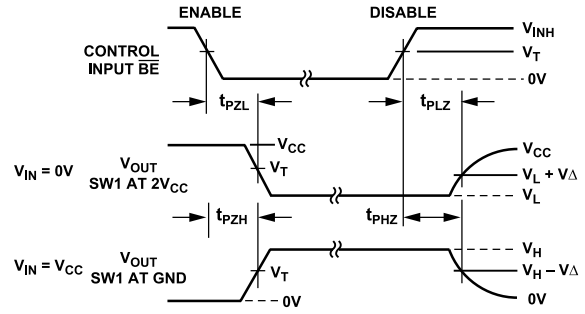 ENABLE
DISABLE
CONTROL
INPUT BE
V_INH
V_T
0V
t_PZL
t_PLZ
V_IN = 0V
V_OUT
SW1 AT 2V_CC
V_CC
V_T
V_CC
V_L + VΔ
V_L
t_PZH
t_PHZ
V_IN = V_CC
V_OUT
SW1 AT GND
V_T
0V
V_H
V_H – VΔ
0V